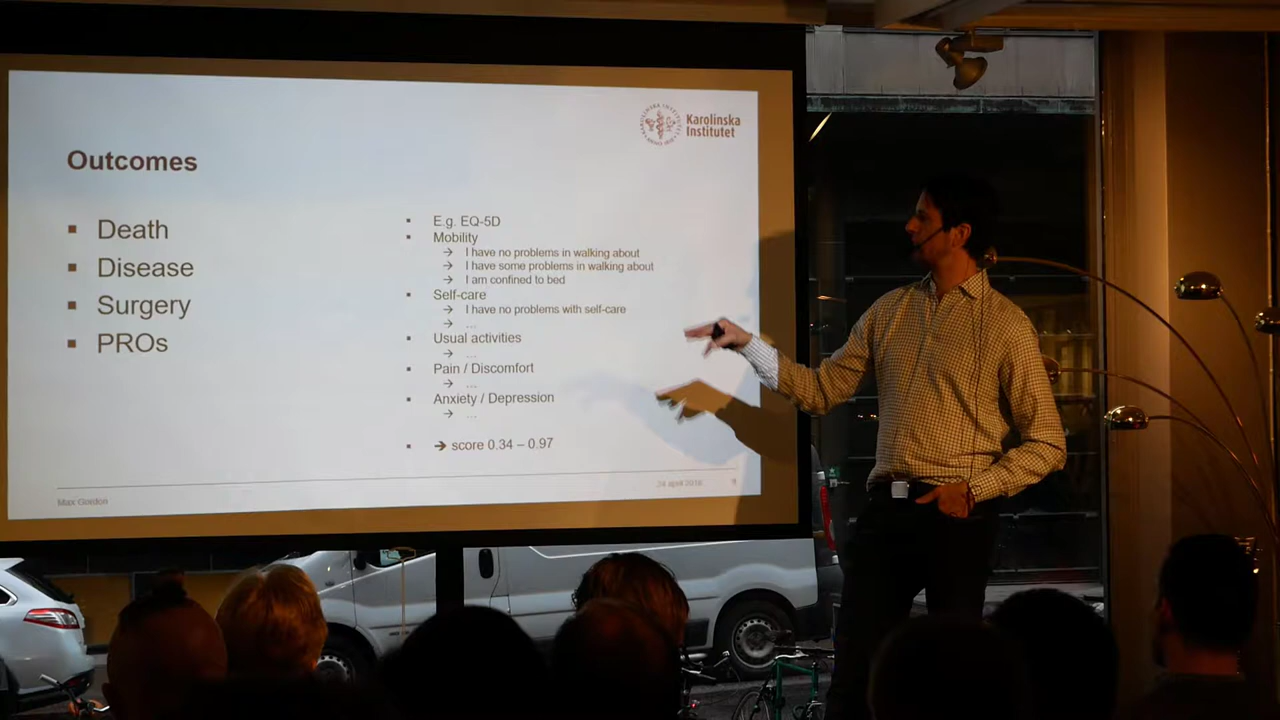 Karolinska
Institutet
Outcomes
Death
Disease
Surgery
PROs
E.g. EQ-5D
Mobility
→ I have no problems in walking about
→ I have some problems in walking about
→ I am confined to bed
Self-care
→ I have no problems with self-care
→ ...
Usual activities
→ ...
Pain / Discomfort
→ ...
Anxiety / Depression
→ ...
→ score 0.34 – 0.97
Max Gordon